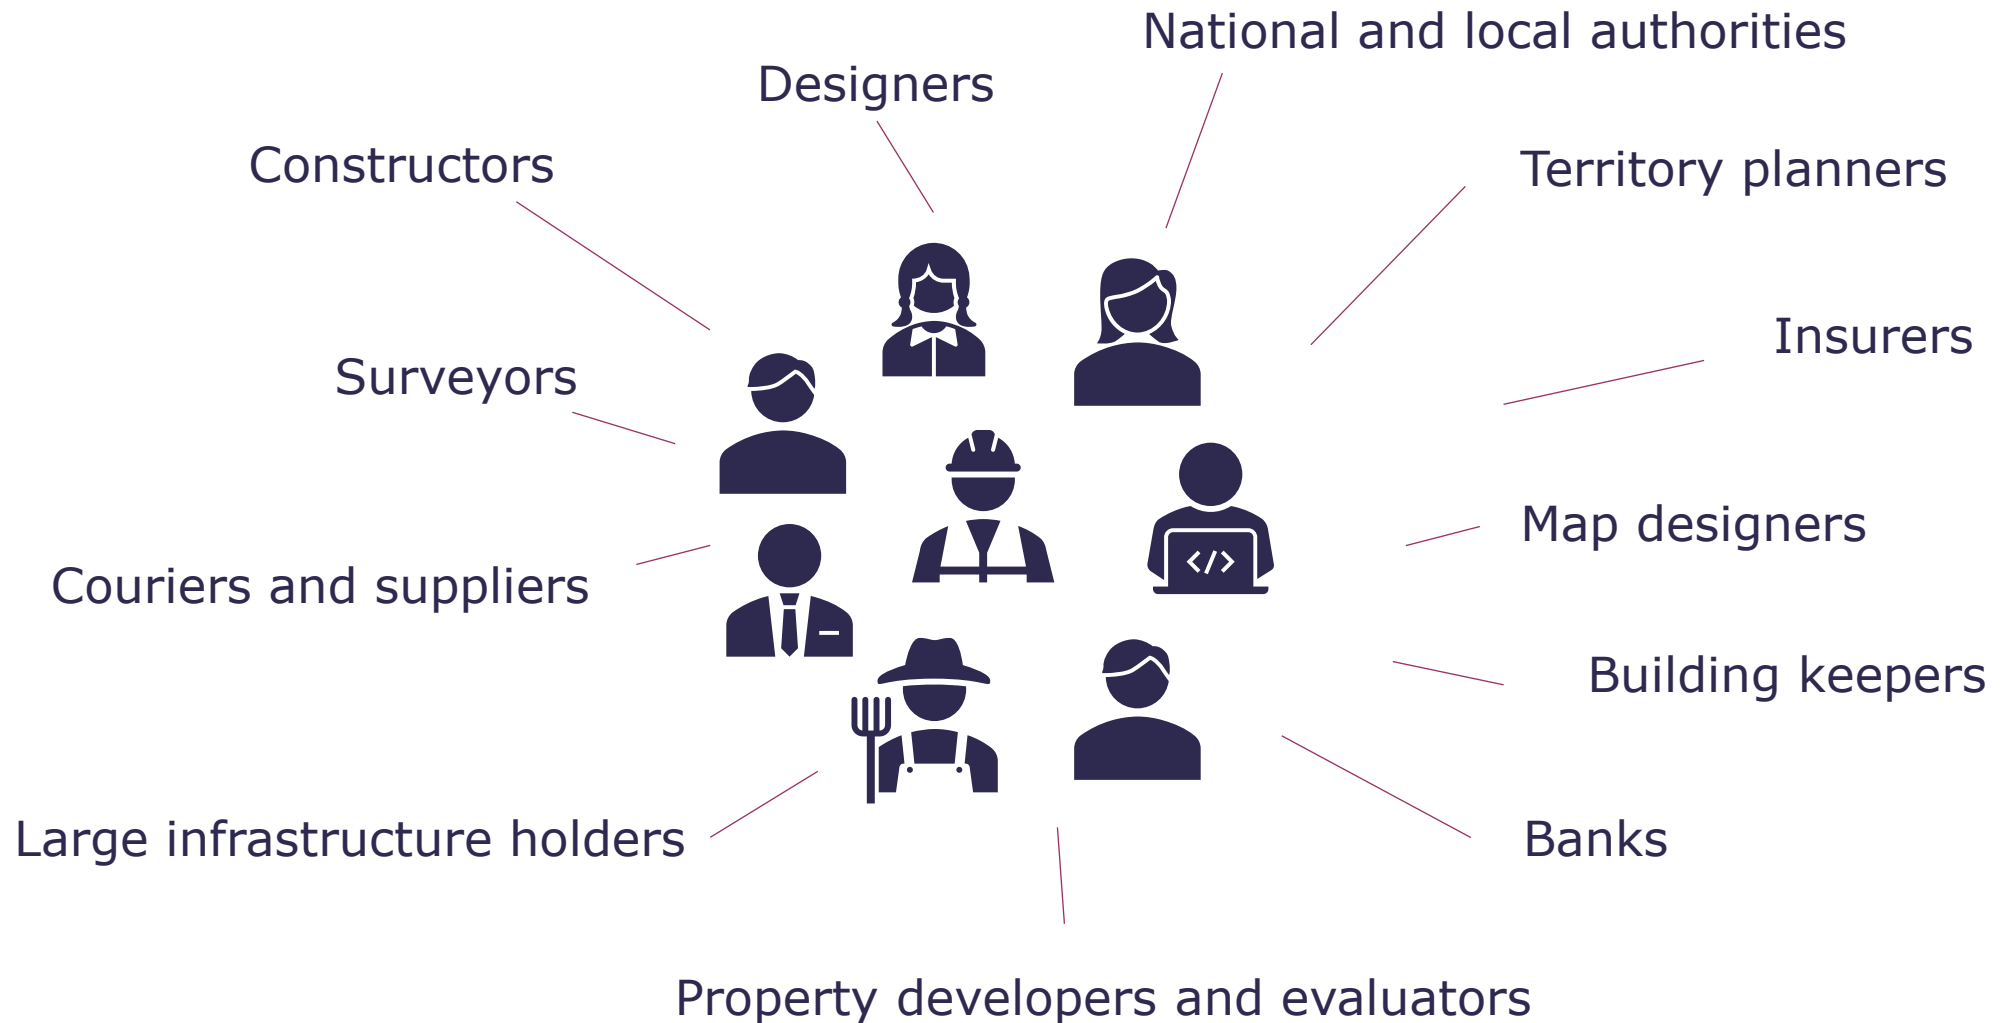 National and local authorities
Designers
Constructors
Territory planners
Insurers
Surveyors
Map designers
Couriers and suppliers
</>
Building keepers
Large infrastructure holders
Banks
Property developers and evaluators